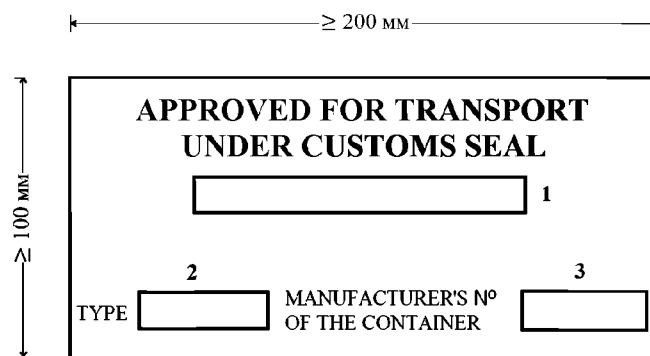 ≥ 200 мм
≥ 100 мм
APPROVED FOR TRANSPORT
UNDER CUSTOMS SEAL
1
2
3
TYPE
MANUFACTURER'S Nº
OF THE CONTAINER